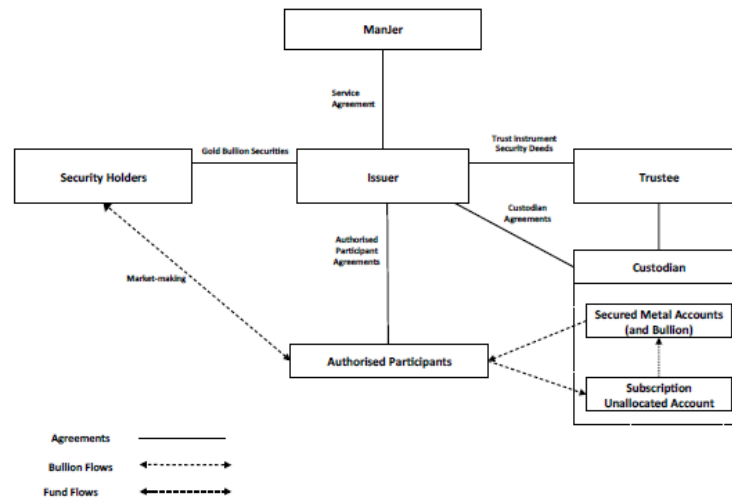 ManJer
Service
Agreement
Gold Bullion Securities
Trust Instrument
Security Deeds
Security Holders
Issuer
Trustee
Custodian
Agreements
Authorised
Participant
Agreements
Custodian
Market-making
Secured Metal Accounts
(and Bullion)
Authorised Participants
Subscription
Unallocated Account
Agreements
Bullion Flows
Fund Flows